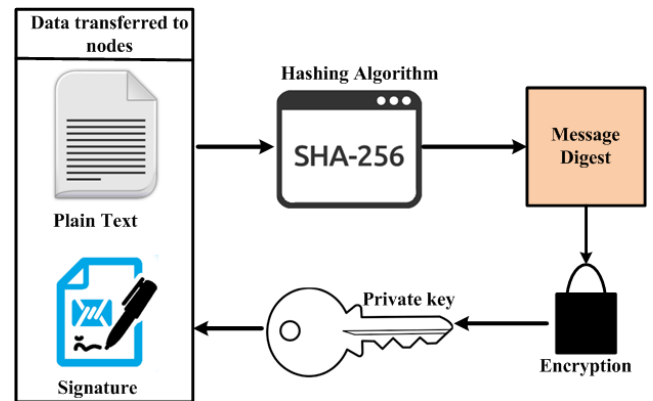 Data transferred to
nodes
Hashing Algorithm
SHA-256
Message
Digest
Plain Text
Private key
Encryption
Signature